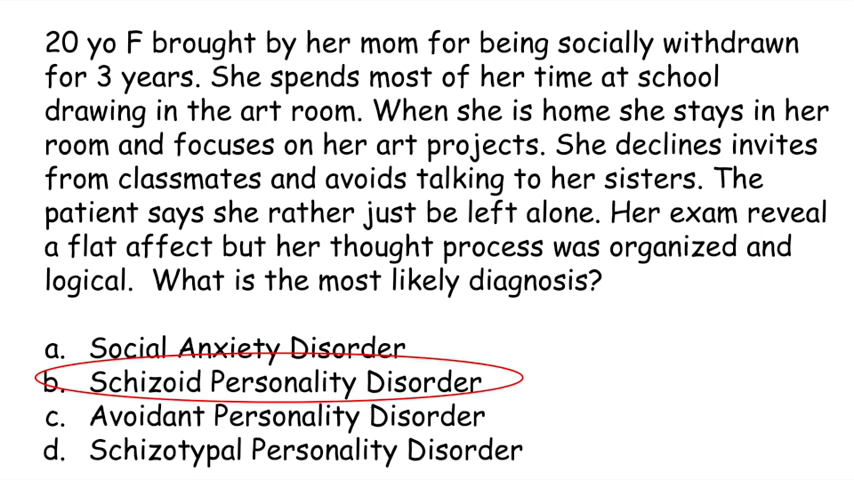 20 yo F brought by her mom for being socially withdrawn
for 3 years. She spends most of her time at school
drawing in the art room. When she is home she stays in her
room and focuses on her art projects. She declines invites
from classmates and avoids talking to her sisters. The
patient says she rather just be left alone. Her exam reveal
a flat affect but her thought process was organized and
logical.  What is the most likely diagnosis?
a. Social Anxiety Disorder
b. Schizoid Personality Disorder
c. Avoidant Personality Disorder
d. Schizotypal Personality Disorder